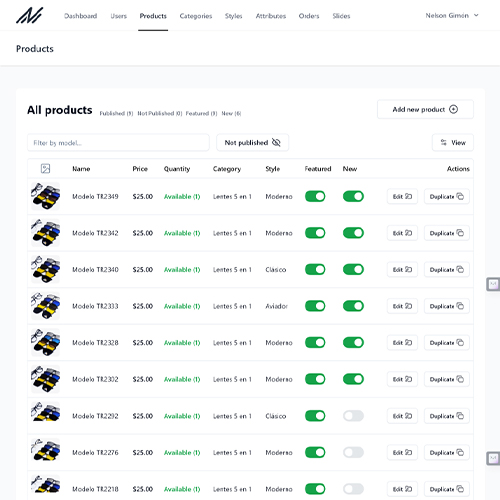 Dashboard Users Products Categories Styles Attributes Orders Slides Nelson Gimon
Products
All products Published (9) Not Published (0) Featured (9) New (6) Add new product
Filter by model... Not published View
Name Price Quantity Category Style Featured New Actions
Modelo TR2349 $25.00 Available (1) Lentes 5 en 1 Moderno Edit Duplicate
Modelo TR2342 $25.00 Available (1) Lentes 5 en 1 Moderno Edit Duplicate
Modelo TR2340 $25.00 Available (1) Lentes 5 en 1 Clásico Edit Duplicate
Modelo TR2333 $25.00 Available (1) Lentes 5 en 1 Aviador Edit Duplicate
Modelo TR2328 $25.00 Available (1) Lentes 5 en 1 Moderno Edit Duplicate
Modelo TR2302 $25.00 Available (1) Lentes 5 en 1 Moderno Edit Duplicate
Modelo TR2292 $25.00 Available (1) Lentes 5 en 1 Clásico Edit Duplicate
Modelo TR2276 $25.00 Available (1) Lentes 5 en 1 Moderno Edit Duplicate
Modelo TR2218 $25.00 Available (1) Lentes 5 en 1 Moderno Edit Duplicate